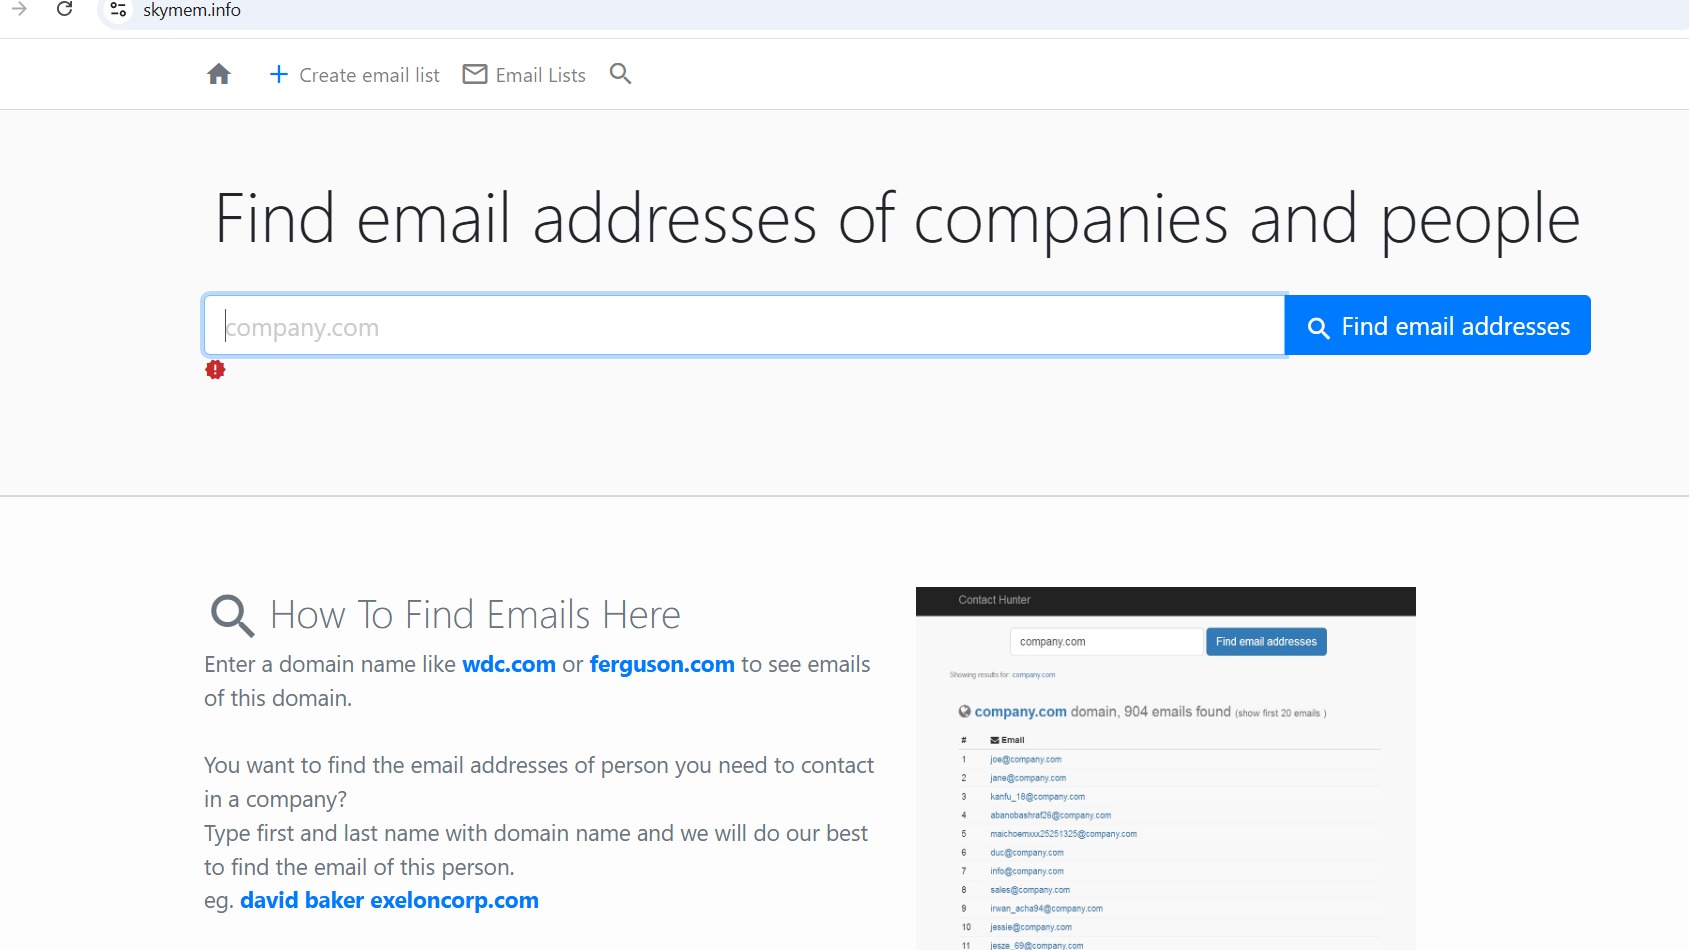 skymem.info
Create email list
Email Lists
Find email addresses of companies and people
company.com
Find email addresses
How To Find Emails Here
Enter a domain name like wdc.com or ferguson.com to see emails
of this domain.
You want to find the email addresses of person you need to contact
in a company?
Type first and last name with domain name and we will do our best
to find the email of this person.
eg. david baker exeloncorp.com
Contact Hunter
company.com
Find email addresses
Showing results for: company.com
company.com domain, 904 emails found (show first 20 emails )
# Email
1 joe@company.com
2 jane@company.com
3 kanfu_18@company.com
4 abanobashraf26@company.com
5 maichoemxxx25251325@company.com
6 duc@company.com
7 info@company.com
8 sales@company.com
9 irwan_acha94@company.com
10 jessie@company.com
11 jesze_69@company.com